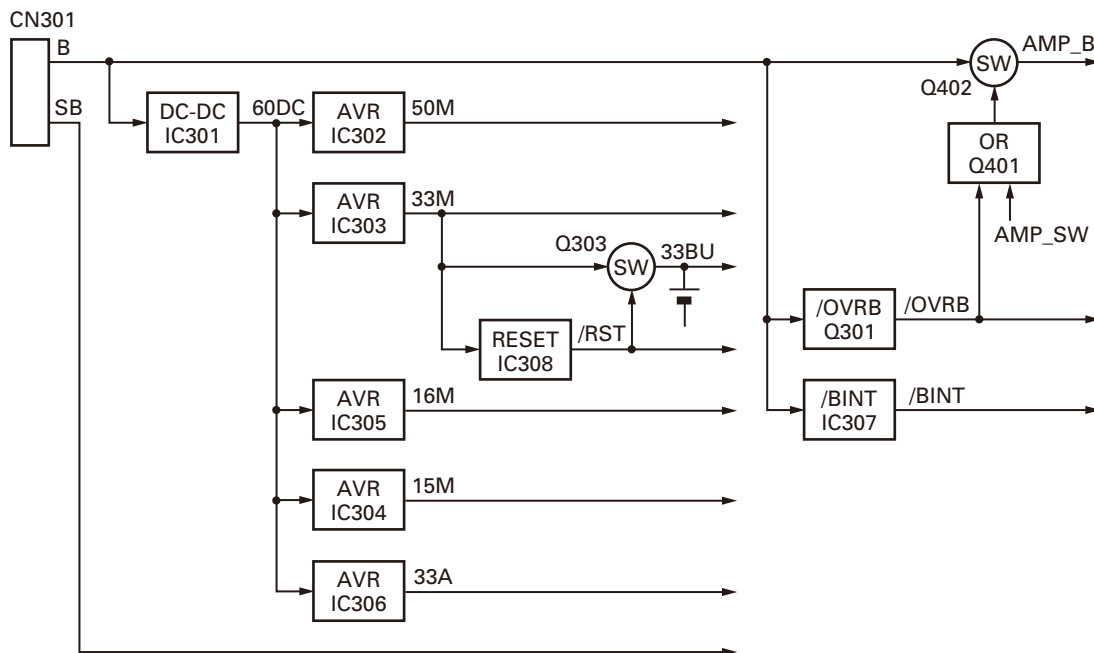 CN301
B
SB
DC-DC
IC301
60DC
AVR
IC302
50M
AVR
IC303
33M
Q303
SW
33BU
RESET
IC308
/RST
AVR
IC305
16M
AVR
IC304
15M
AVR
IC306
33A
SW
Q402
AMP_B
OR
Q401
AMP_SW
/OVRB
Q301
/OVRB
/BINT
IC307
/BINT